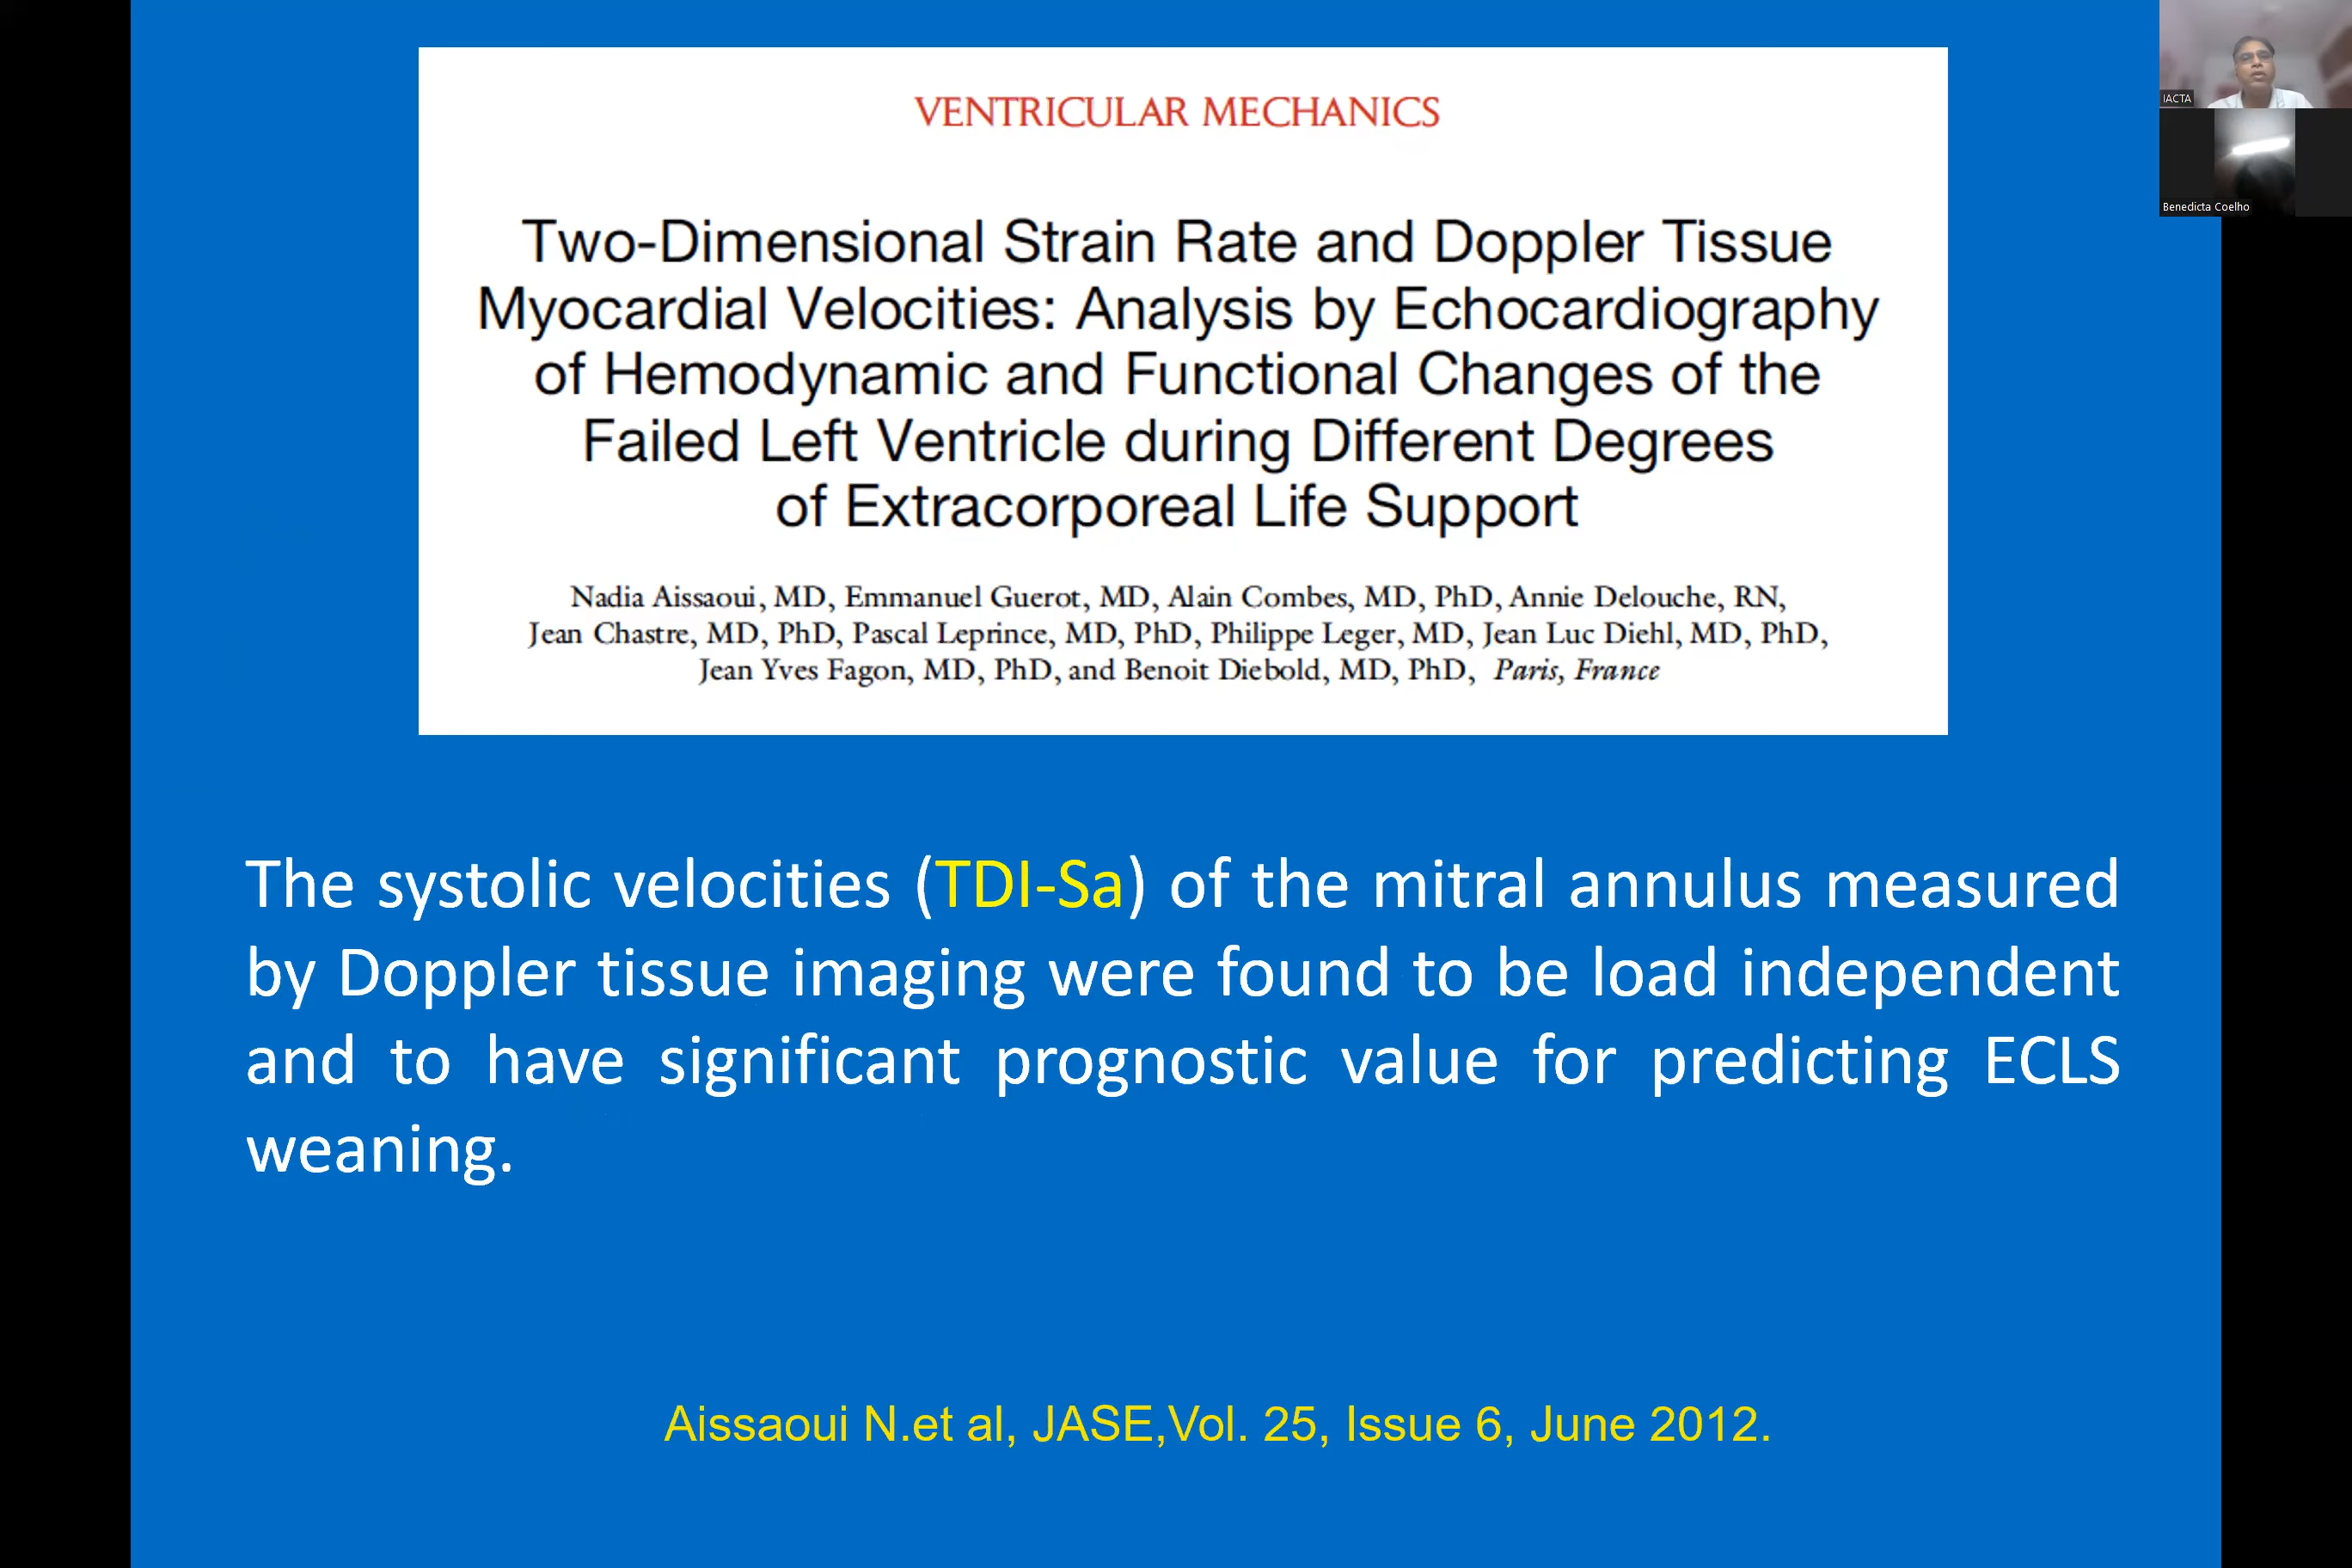 VENTRICULAR MECHANICS
Two-Dimensional Strain Rate and Doppler Tissue
Myocardial Velocities: Analysis by Echocardiography
of Hemodynamic and Functional Changes of the
Failed Left Ventricle during Different Degrees
of Extracorporeal Life Support
Nadia Aissaoui, MD, Emmanuel Guerot, MD, Alain Combes, MD, PhD, Annie Delouche, RN,
Jean Chastre, MD, PhD, Pascal Leprince, MD, PhD, Philippe Leger, MD, Jean Luc Diehl, MD, PhD,
Jean Yves Fagon, MD, PhD, and Benoit Diebold, MD, PhD, Paris, France
IACTA
Benedicta Coelho
The systolic velocities (TDI-Sa) of the mitral annulus measured
by Doppler tissue imaging were found to be load independent
and to have significant prognostic value for predicting ECLS
weaning.
Aissaoui N.et al, JASE,Vol. 25, Issue 6, June 2012.